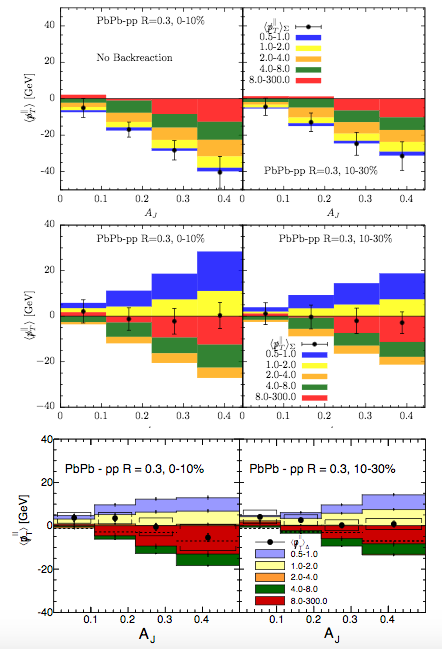 40
20
0
-20
-40
⟨p̸_T^∥⟩ [GeV]
PbPb-pp R=0.3, 0-10%
No Backreaction
0 0.1 0.2 0.3 0.4
A_J
⟨p̸_T^∥⟩_Σ
0.5-1.0
1.0-2.0
2.0-4.0
4.0-8.0
8.0-300.0
PbPb-pp R=0.3, 10-30%
0 0.1 0.2 0.3 0.4
A_J
40
20
0
-20
-40
⟨p̸_T^∥⟩ [GeV]
PbPb-pp R=0.3, 0-10%
0 0.1 0.2 0.3 0.4
PbPb-pp R=0.3, 10-30%
⟨p̸_T^∥⟩_Σ
0.5-1.0
1.0-2.0
2.0-4.0
4.0-8.0
8.0-300.0
0 0.1 0.2 0.3 0.4
40
20
0
-20
-40
⟨p̸_T^∥⟩ [GeV]
PbPb - pp R = 0.3, 0-10%
0.1 0.2 0.3 0.4
A_J
PbPb - pp R = 0.3, 10-30%
0.5-1.0
1.0-2.0
2.0-4.0
4.0-8.0
8.0-300.0
0.1 0.2 0.3 0.4
A_J